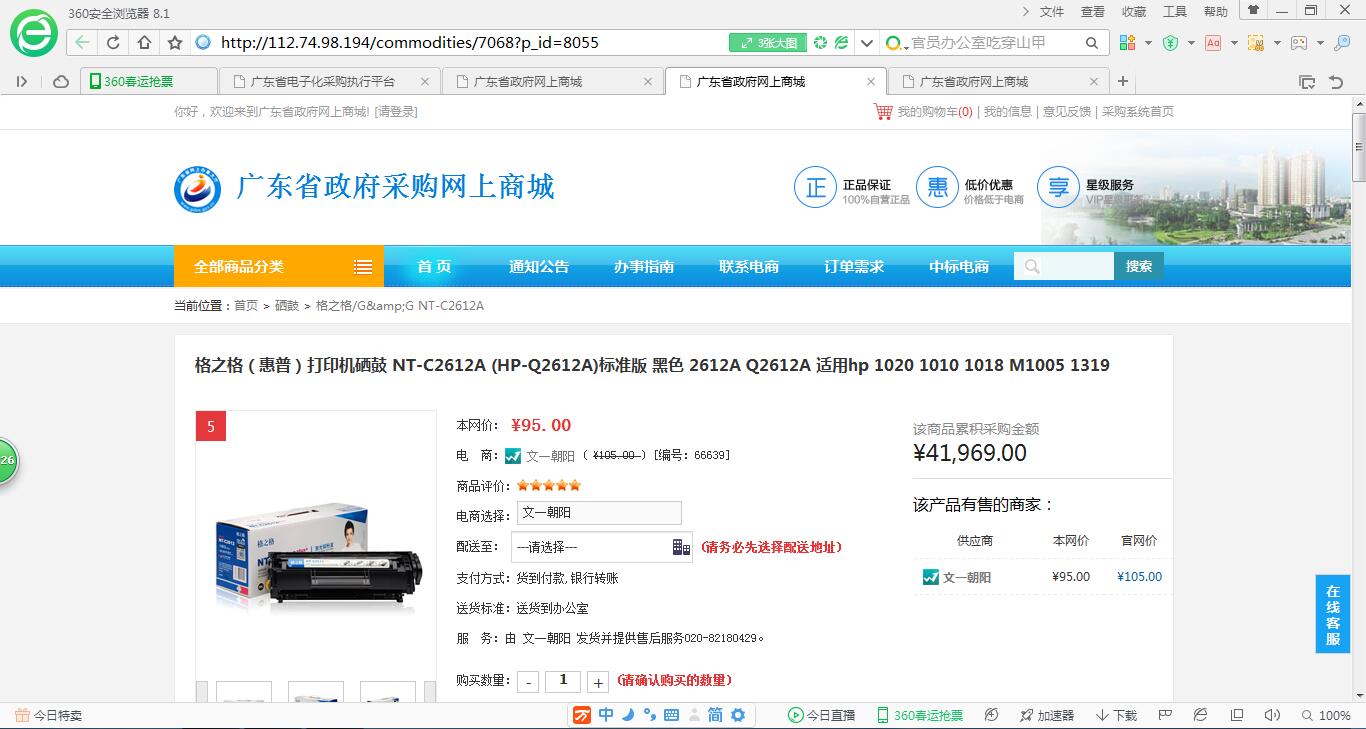 360安全浏览器 8.1
文件 查看 收藏 工具 帮助
http://112.74.98.194/commodities/7068?p_id=8055
3张大图
官员办公室吃穿山甲
360春运抢票
广东省电子化采购执行平台
广东省政府网上商城
广东省政府网上商城
广东省政府网上商城
你好，欢迎来到广东省政府网上商城! [请登录]
我的购物车(0) | 我的信息 | 意见反馈 | 采购系统首页
广东省政府采购网上商城
正 正品保证
100%自营正品
惠 低价优惠
价格低于电商
享 星级服务
VIP星级服务
全部商品分类 首 页 通知公告 办事指南 联系电商 订单需求 中标电商 搜索
当前位置：首页 > 硒鼓 > 格之格/G&amp;G NT-C2612A
格之格（惠普）打印机硒鼓 NT-C2612A (HP-Q2612A)标准版 黑色 2612A Q2612A 适用hp 1020 1010 1018 M1005 1319
5
本网价： ¥95.00
电 商： 文一朝阳（ ¥105.00 ）[编号：66639]
商品评价：
电商选择： 文一朝阳
配送至： ---请选择--- (请务必先选择配送地址)
支付方式：货到付款,银行转账
送货标准：送货到办公室
服 务：由 文一朝阳 发货并提供售后服务020-82180429。
购买数量： - 1 + (请确认购买的数量)
该商品累积采购金额
¥41,969.00
该产品有售的商家：
供应商 本网价 官网价
文一朝阳 ¥95.00 ¥105.00
在线客服
26
今日特卖
中 简
今日直播 360春运抢票 加速器 下载 100%